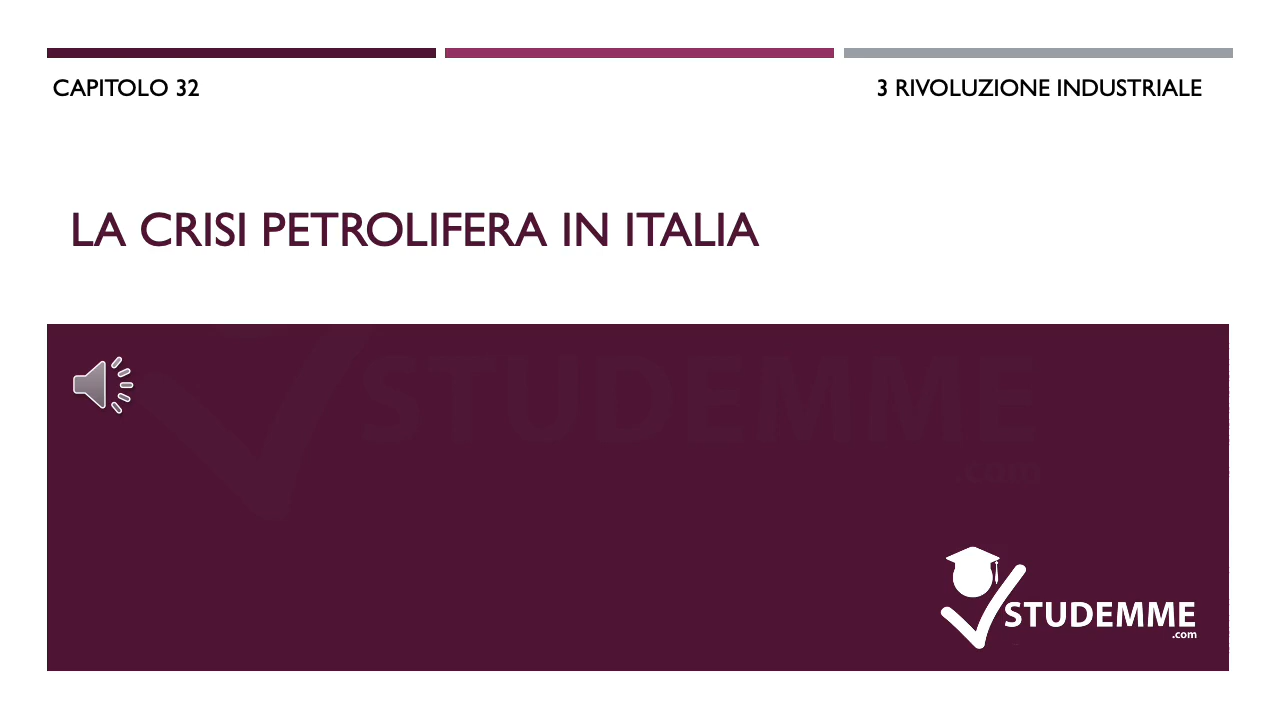 CAPITOLO 32
3 RIVOLUZIONE INDUSTRIALE
LA CRISI PETROLIFERA IN ITALIA
STUDEMME
.com
STUDEMME
.com